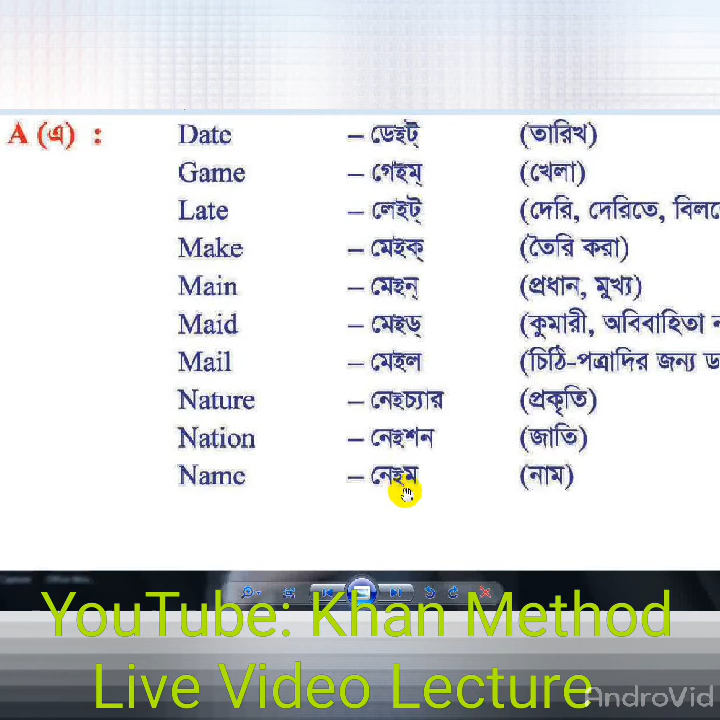 A (এ) : Date – ডেইট্ (তারিখ)
Game – গেইম্ (খেলা)
Late – লেইট্ (দেরি, দেরিতে,
Make – মেইক্ (তৈরি করা)
Main – মেইন্ (প্রধান, মুখ্য)
Maid – মেইড্ (কুমারী, অবিবাহিতা
Mail – মেইল (চিঠি-পত্রাদির জন্য
Nature – নেইচ্যার (প্রকৃতি)
Nation – নেইশন (জাতি)
Name – নেইম (নাম)
YouTube: Khan Method
Live Video Lecture
AndroVid